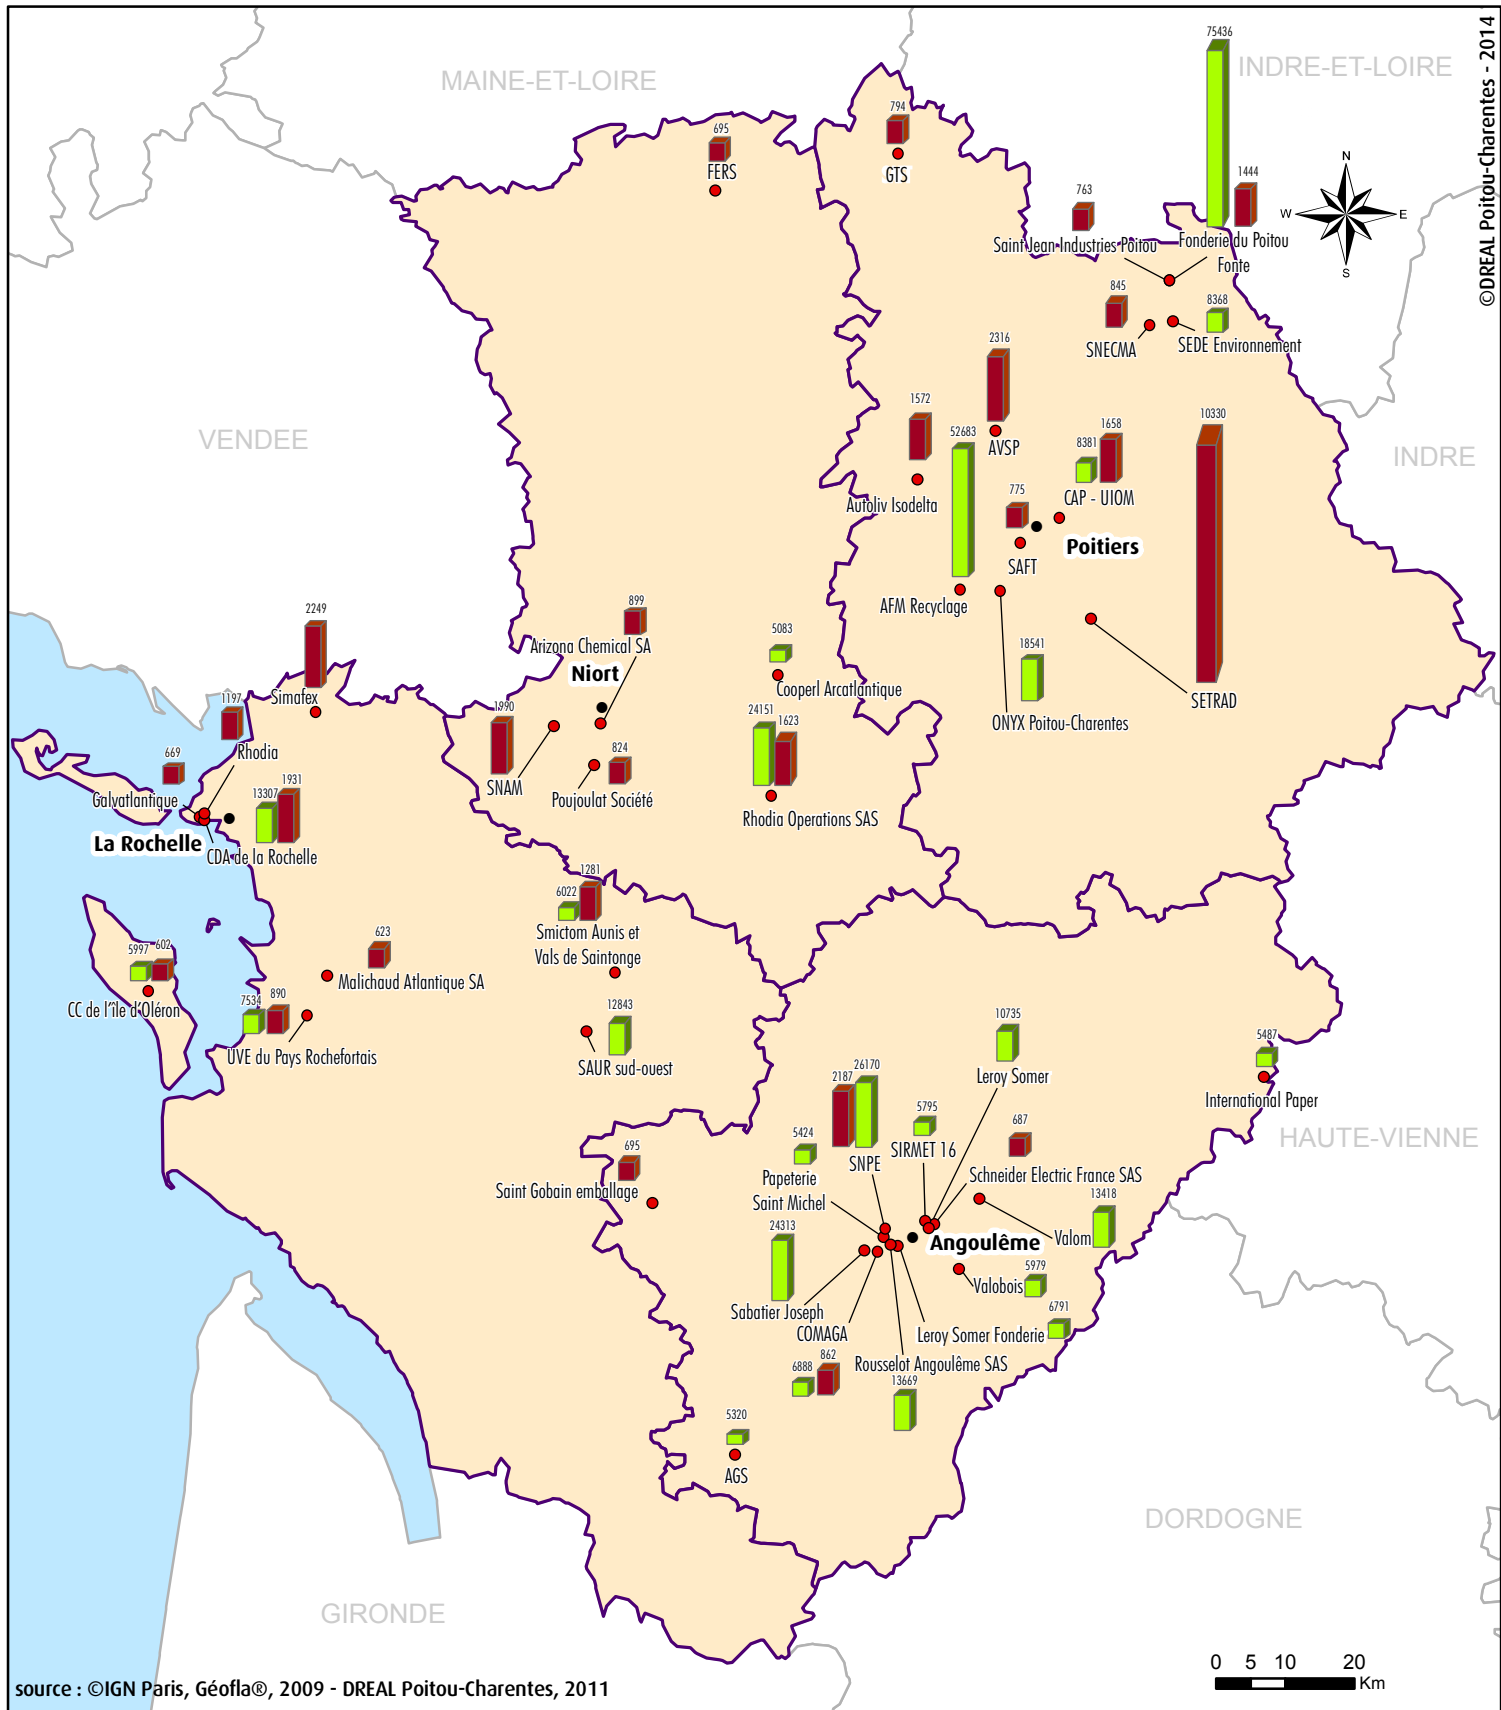 ©DREAL Poitou-Charentes - 2014
MAINE-ET-LOIRE
INDRE-ET-LOIRE
75436
1444
Fonderie du Poitou
Fonte
N
W
E
S
794
GTS
695
FERS
763
Saint Jean Industries Poitou
845
SNECMA
8368
SEDE Environnement
VENDEE
INDRE
2316
AVSP
1572
Autoliv Isodelta
52683
AFM Recyclage
8381
1658
CAP - UIOM
10330
SETRAD
775
SAFT
Poitiers
18541
ONYX Poitou-Charentes
899
Arizona Chemical SA
Niort
5083
Cooperl Arcatlantique
2249
Simafex
1197
Rhodia
669
Galvatlantique
La Rochelle
13307
1931
CDA de la Rochelle
1990
SNAM
824
Poujoulat Société
24151
1623
Rhodia Operations SAS
6022
1281
Smictom Aunis et
Vals de Saintonge
5997
602
CC de l'île d'Oléron
623
Malichaud Atlantique SA
7534
890
UVE du Pays Rochefortais
12843
SAUR sud-ouest
10735
Leroy Somer
5487
International Paper
HAUTE-VIENNE
2187
26170
SNPE
5795
SIRMET 16
5424
Papeterie
Saint Michel
687
Schneider Electric France SAS
695
Saint Gobain emballage
13418
Valom
Angoulême
24313
Sabatier Joseph
5979
Valobois
6791
Leroy Somer Fonderie
COMAGA
6888
862
Rousselot Angoulême SAS
13669
5320
AGS
DORDOGNE
GIRONDE
0 5 10 20
Km
source : ©IGN Paris, Géofla®, 2009 - DREAL Poitou-Charentes, 2011